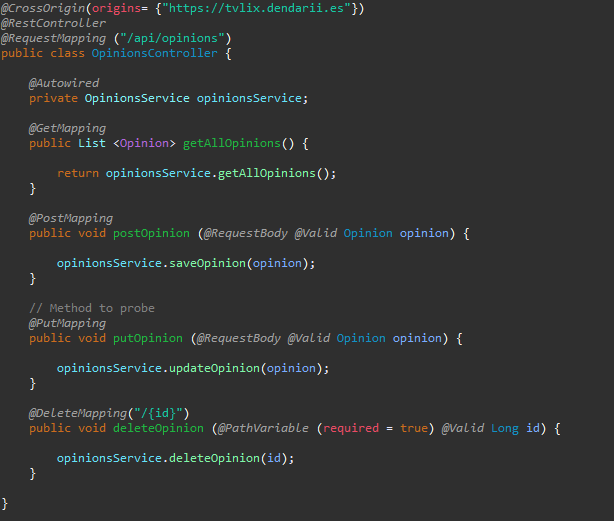 @CrossOrigin(origins= {"https://tvlix.dendarii.es"})
@RestController
@RequestMapping ("/api/opinions")
public class OpinionsController {
@Autowired
private OpinionsService opinionsService;
@GetMapping
public List <Opinion> getAllOpinions() {
return opinionsService.getAllOpinions();
}
@PostMapping
public void postOpinion (@RequestBody @Valid Opinion opinion) {
opinionsService.saveOpinion(opinion);
}
// Method to probe
@PutMapping
public void putOpinion (@RequestBody @Valid Opinion opinion) {
opinionsService.updateOpinion(opinion);
}
@DeleteMapping("/{id}")
public void deleteOpinion (@PathVariable (required = true) @Valid Long id) {
opinionsService.deleteOpinion(id);
}
}